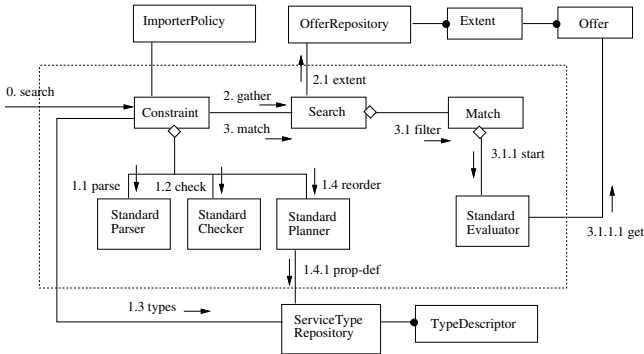 ImporterPolicy
OfferRepository
Extent
Offer
0. search
2. gather
2.1 extent
Constraint
Search
Match
3. match
3.1 filter
3.1.1 start
1.1 parse
1.2 check
1.4 reorder
Standard
Parser
Standard
Checker
Standard
Planner
Standard
Evaluator
3.1.1.1 get
1.4.1 prop-def
1.3 types
ServiceType
Repository
TypeDescriptor